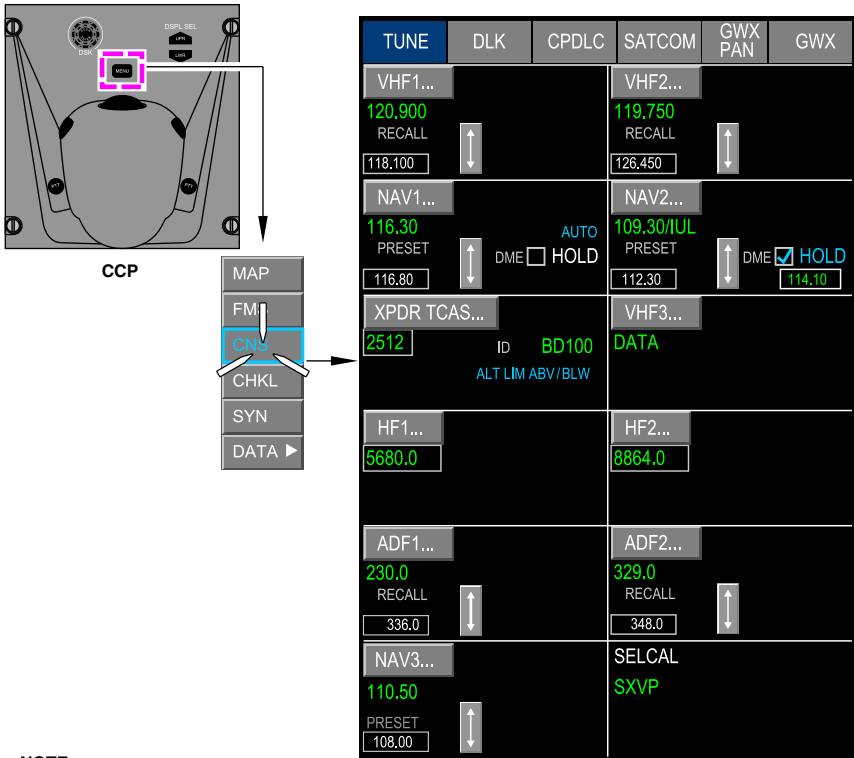 DSPL SEL
UPR
DSK
LWR
MENU
PTT
PTT
CCP
MAP
FMS
CNS
CHKL
SYN
DATA
TUNE DLK CPDLC SATCOM GWX PAN GWX
VHF1...
120.900
RECALL
118.100
VHF2...
119.750
RECALL
126.450
NAV1...
116.30
AUTO
PRESET
DME HOLD
116.80
NAV2...
109.30/IUL
PRESET
DME HOLD
112.30
114.10
XPDR TCAS...
2512
ID BD100
ALT LIM ABV/BLW
VHF3...
DATA
HF1...
5680.0
HF2...
8864.0
ADF1...
230.0
RECALL
336.0
ADF2...
329.0
RECALL
348.0
NAV3...
110.50
PRESET
108.00
SELCAL
SXVP